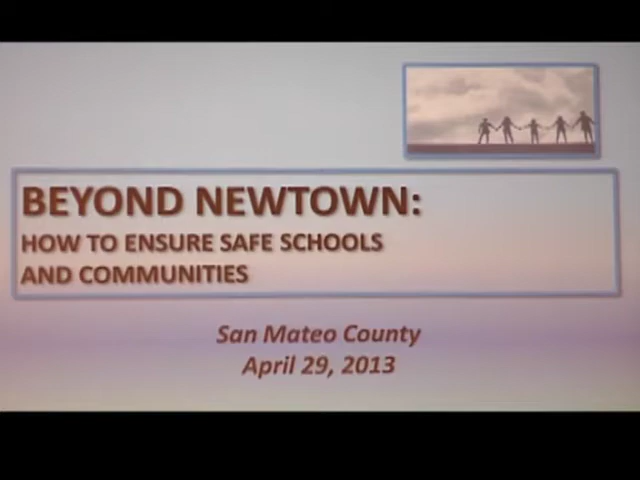 BEYOND NEWTOWN:
HOW TO ENSURE SAFE SCHOOLS
AND COMMUNITIES
San Mateo County
April 29, 2013